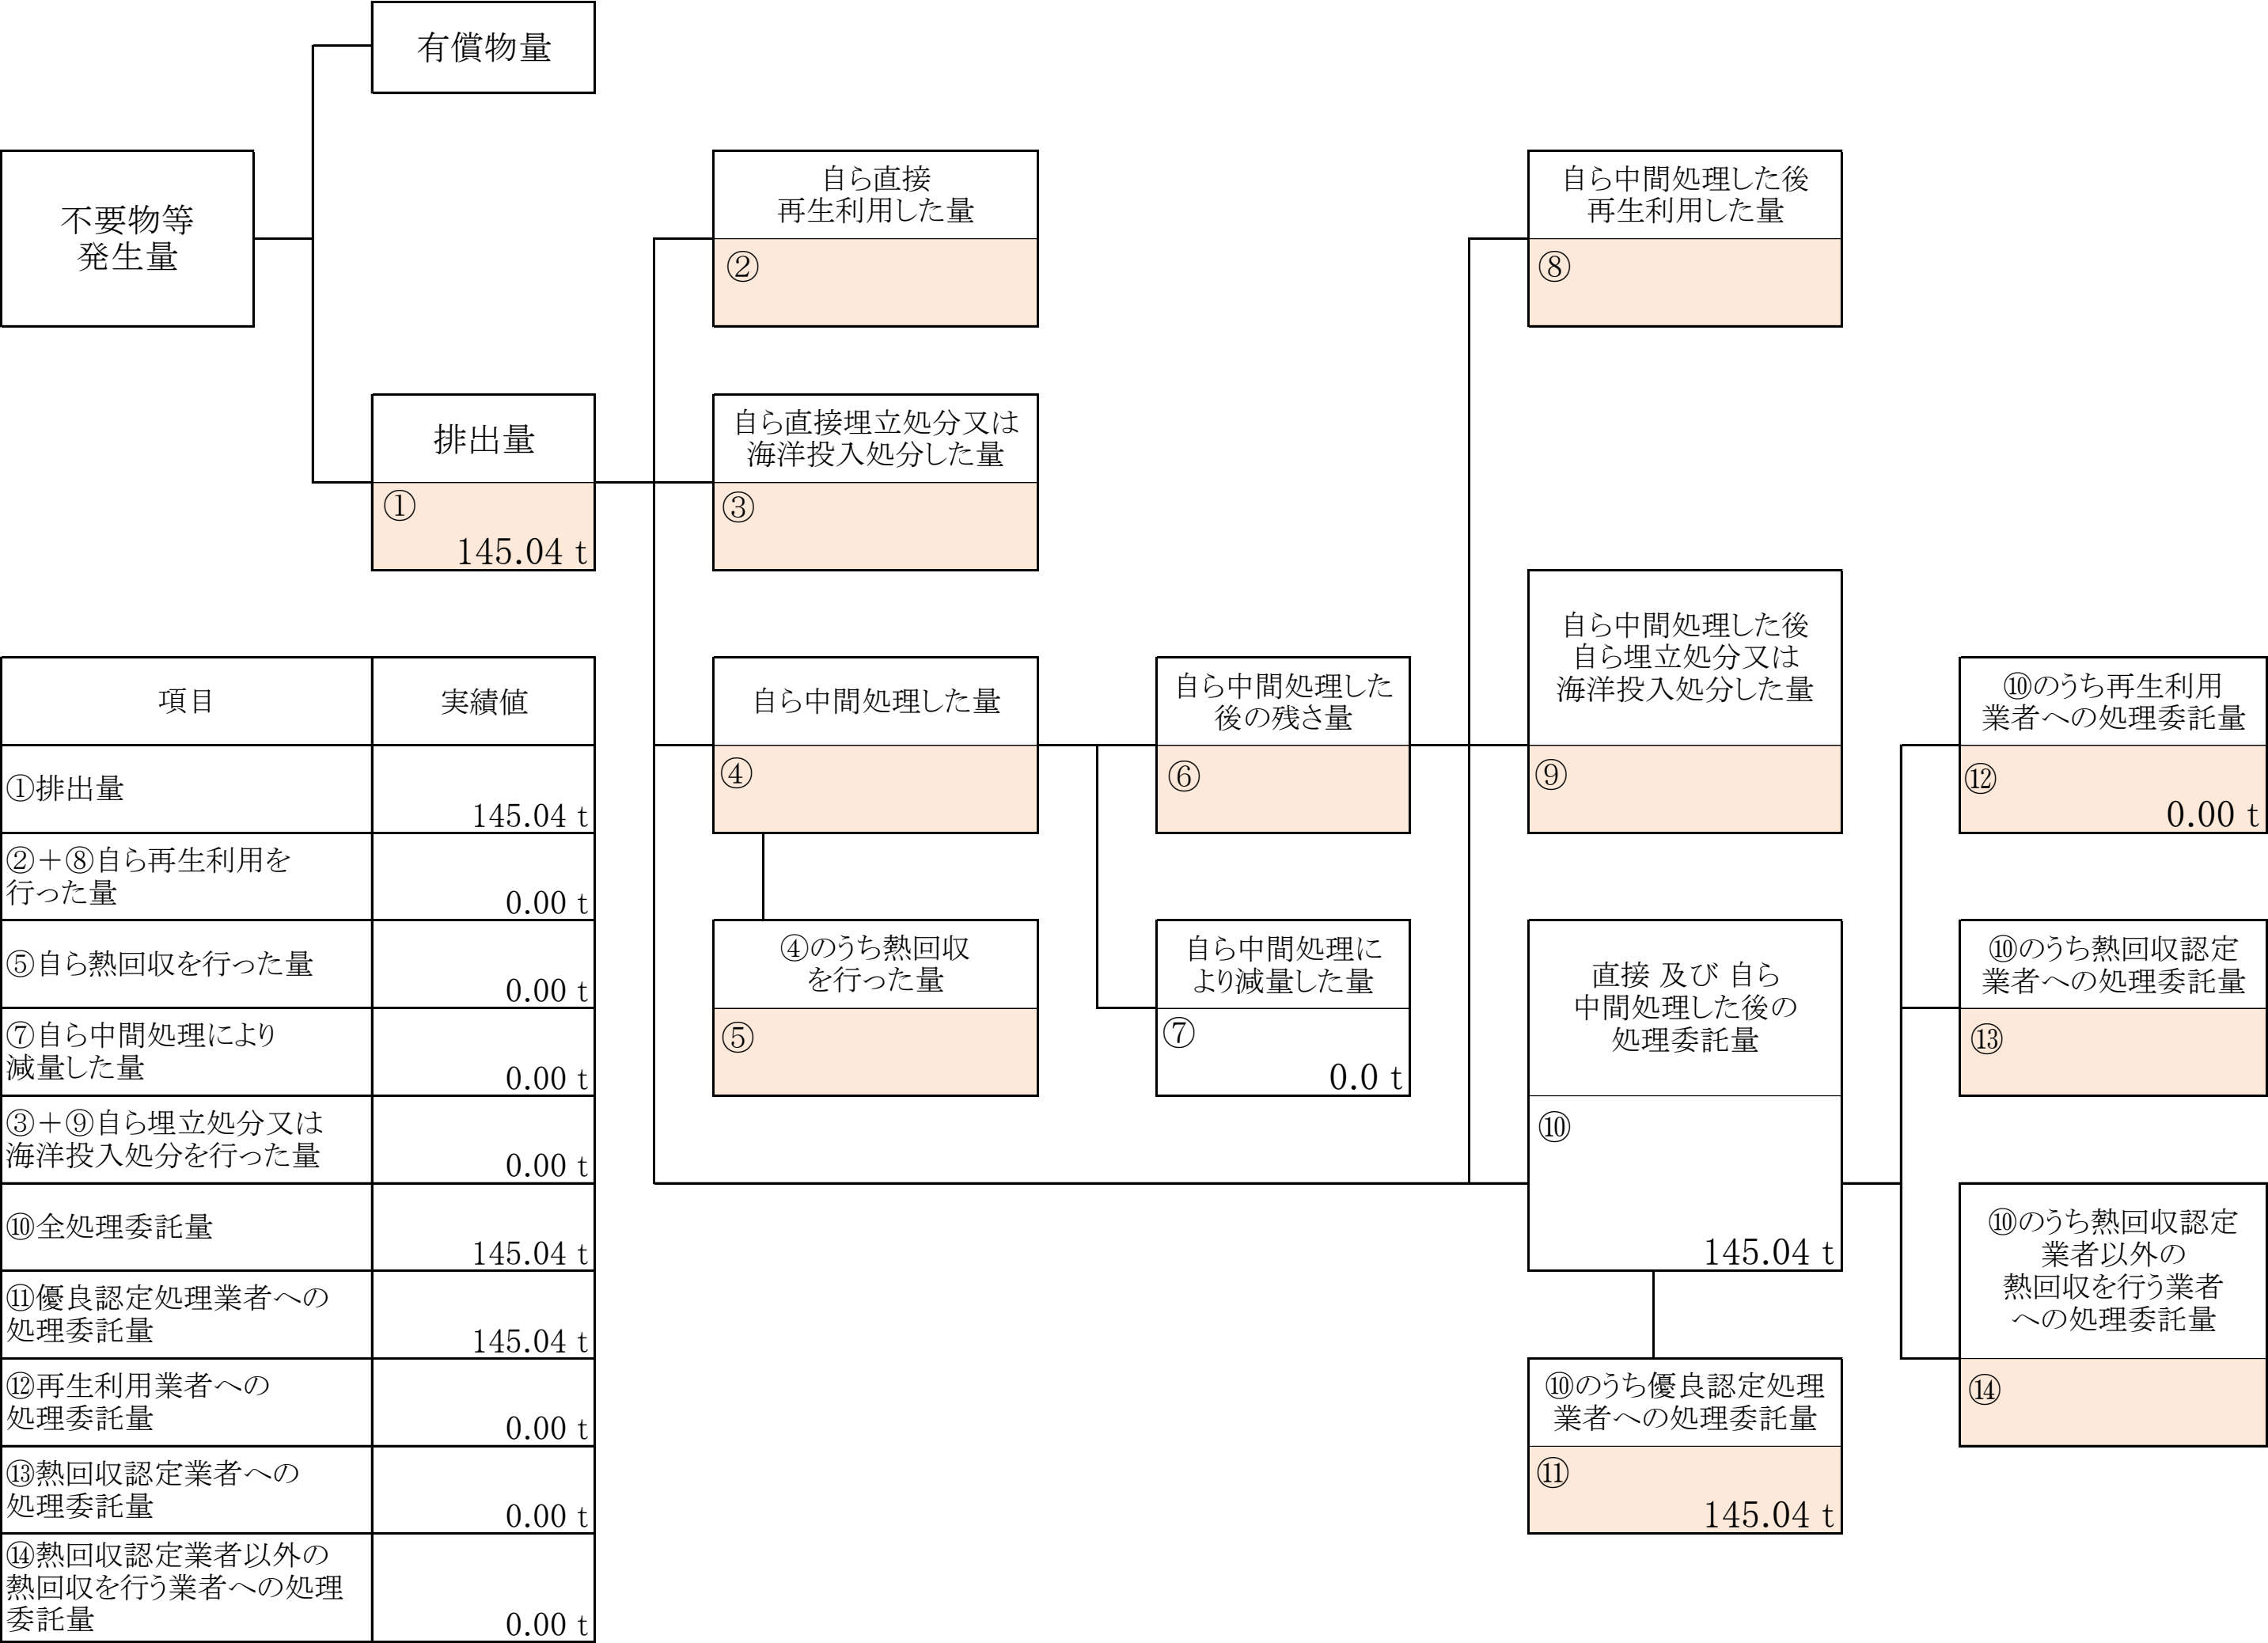 有償物量
不要物等
発生量
自ら直接
再生利用した量
②
自ら中間処理した後
再生利用した量
⑧
排出量
①
145.04 t
自ら直接埋立処分又は
海洋投入処分した量
③
自ら中間処理した量
④
自ら中間処理した
後の残さ量
⑥
自ら中間処理した後
自ら埋立処分又は
海洋投入処分した量
⑨
⑩のうち再生利用
業者への処理委託量
⑫
0.00 t
④のうち熱回収
を行った量
⑤
自ら中間処理に
より減量した量
⑦
0.0 t
直接 及び 自ら
中間処理した後の
処理委託量
⑩
145.04 t
⑩のうち熱回収認定
業者への処理委託量
⑬
⑩のうち熱回収認定
業者以外の
熱回収を行う業者
への処理委託量
⑭
⑩のうち優良認定処理
業者への処理委託量
⑪
145.04 t
項目 実績値
①排出量
145.04 t
②+⑧自ら再生利用を
行った量
0.00 t
⑤自ら熱回収を行った量
0.00 t
⑦自ら中間処理により
減量した量
0.00 t
③+⑨自ら埋立処分又は
海洋投入処分を行った量
0.00 t
⑩全処理委託量
145.04 t
⑪優良認定処理業者への
処理委託量
145.04 t
⑫再生利用業者への
処理委託量
0.00 t
⑬熱回収認定業者への
処理委託量
0.00 t
⑭熱回収認定業者以外の
熱回収を行う業者への処理
委託量
0.00 t